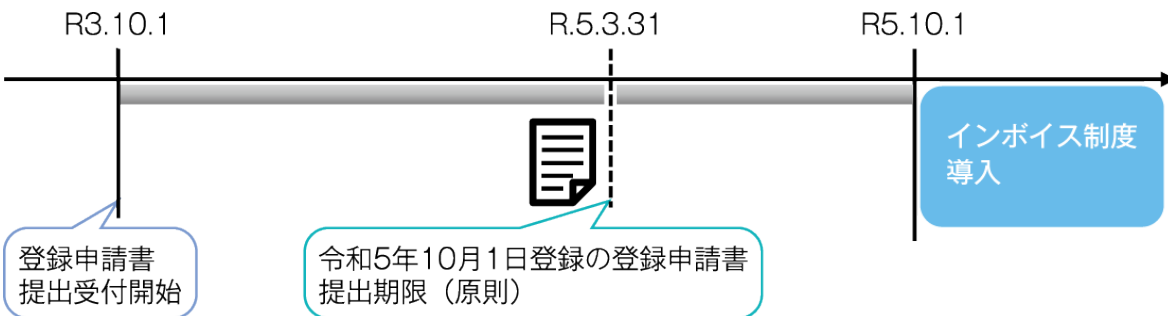 R3.10.1
R.5.3.31
R5.10.1
インボイス制度
導入
登録申請書
提出受付開始
令和5年10月1日登録の登録申請書
提出期限（原則）